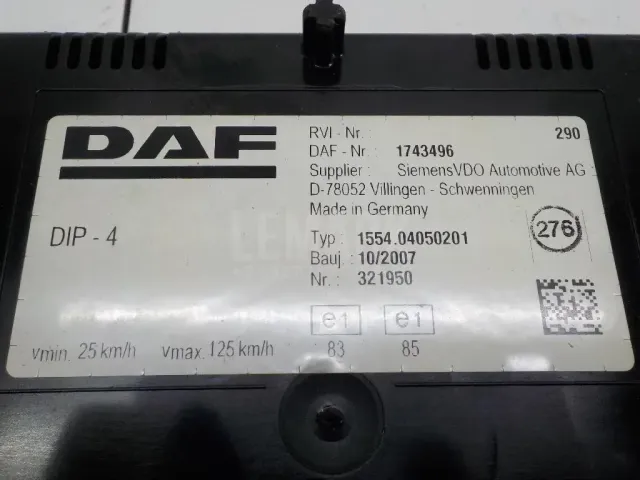 DAF
RVI - Nr. : 290
DAF - Nr. : 1743496
Supplier : SiemensVDO Automotive AG
D-78052 Villingen - Schwenningen
Made in Germany
DIP - 4
Typ : 1554.04050201
276
Bauj. : 10/2007
Nr. : 321950
e1 e1
vmin. 25 km/h vmax. 125 km/h 83 85